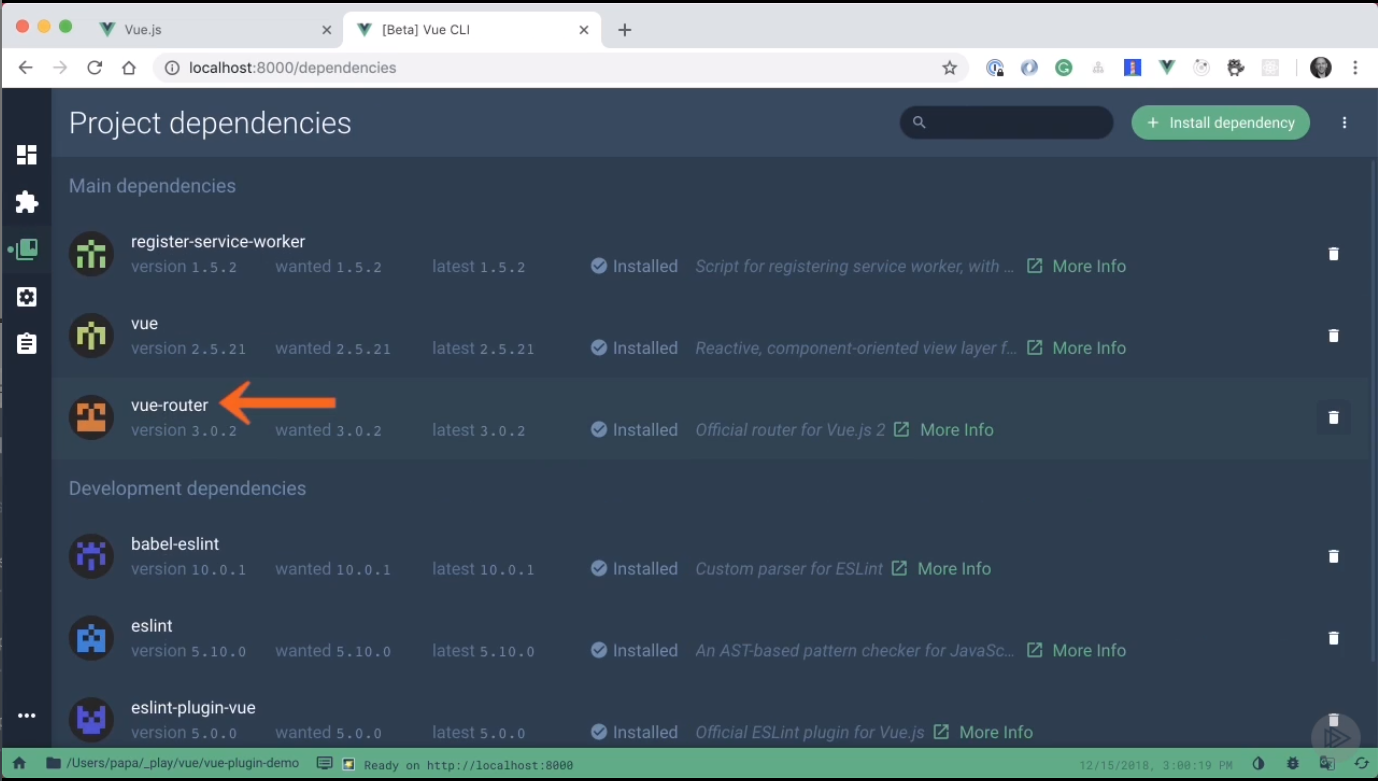 Vue.js
[Beta] Vue CLI
localhost:8000/dependencies
Project dependencies
Install dependency
Main dependencies
register-service-worker
version 1.5.2 wanted 1.5.2 latest 1.5.2 Installed Script for registering service worker, with ... More Info
vue
version 2.5.21 wanted 2.5.21 latest 2.5.21 Installed Reactive, component-oriented view layer f... More Info
vue-router
version 3.0.2 wanted 3.0.2 latest 3.0.2 Installed Official router for Vue.js 2 More Info
Development dependencies
babel-eslint
version 10.0.1 wanted 10.0.1 latest 10.0.1 Installed Custom parser for ESLint More Info
eslint
version 5.10.0 wanted 5.10.0 latest 5.10.0 Installed An AST-based pattern checker for JavaSc... More Info
eslint-plugin-vue
version 5.0.0 wanted 5.0.0 latest 5.0.0 Installed Official ESLint plugin for Vue.js More Info
/Users/papa/_play/vue/vue-plugin-demo Ready on http://localhost:8000 12/15/2018, 3:00:19 PM